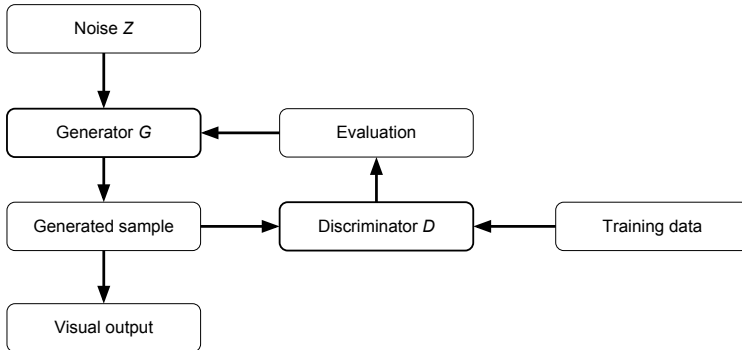 Noise Z
Generator G
Evaluation
Generated sample
Discriminator D
Training data
Visual output